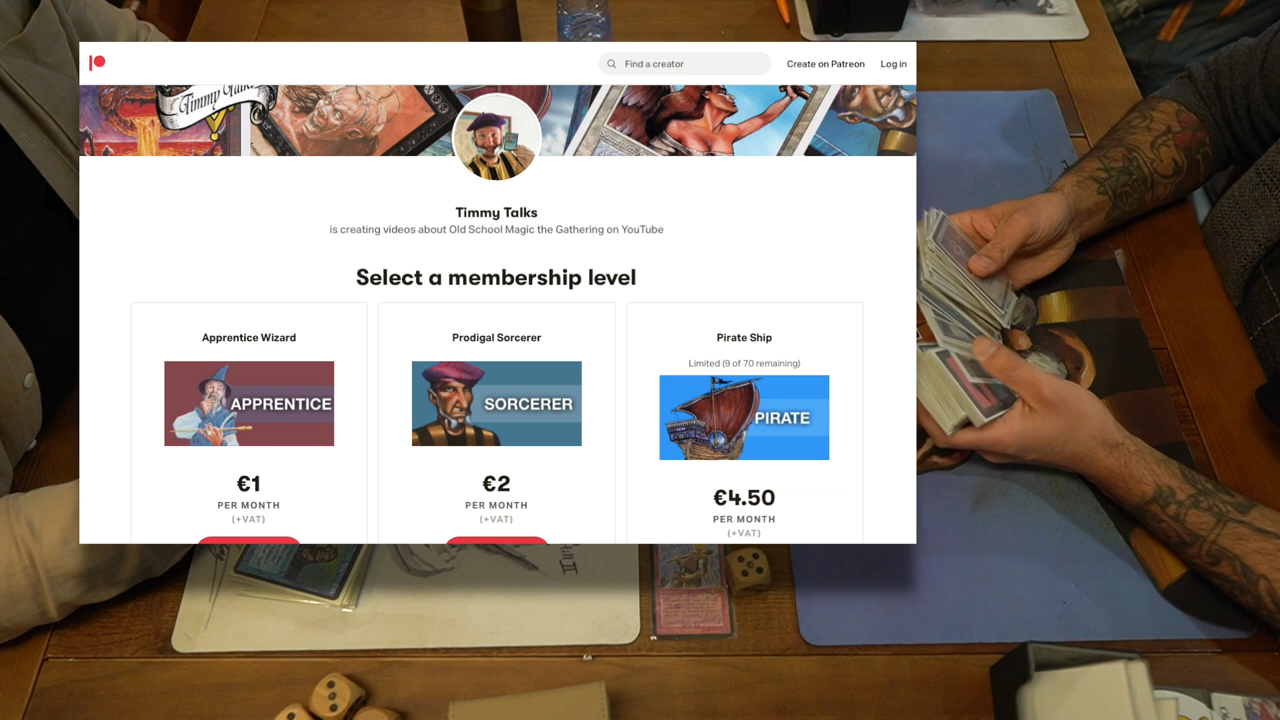 Find a creator
Create on Patreon
Log in
Timmy Talks
Timmy Talks
is creating videos about Old School Magic the Gathering on YouTube
Select a membership level
Apprentice Wizard
Prodigal Sorcerer
Pirate Ship
Limited (9 of 70 remaining)
APPRENTICE
SORCERER
PIRATE
€1
PER MONTH
(+VAT)
€2
PER MONTH
(+VAT)
€4.50
PER MONTH
(+VAT)